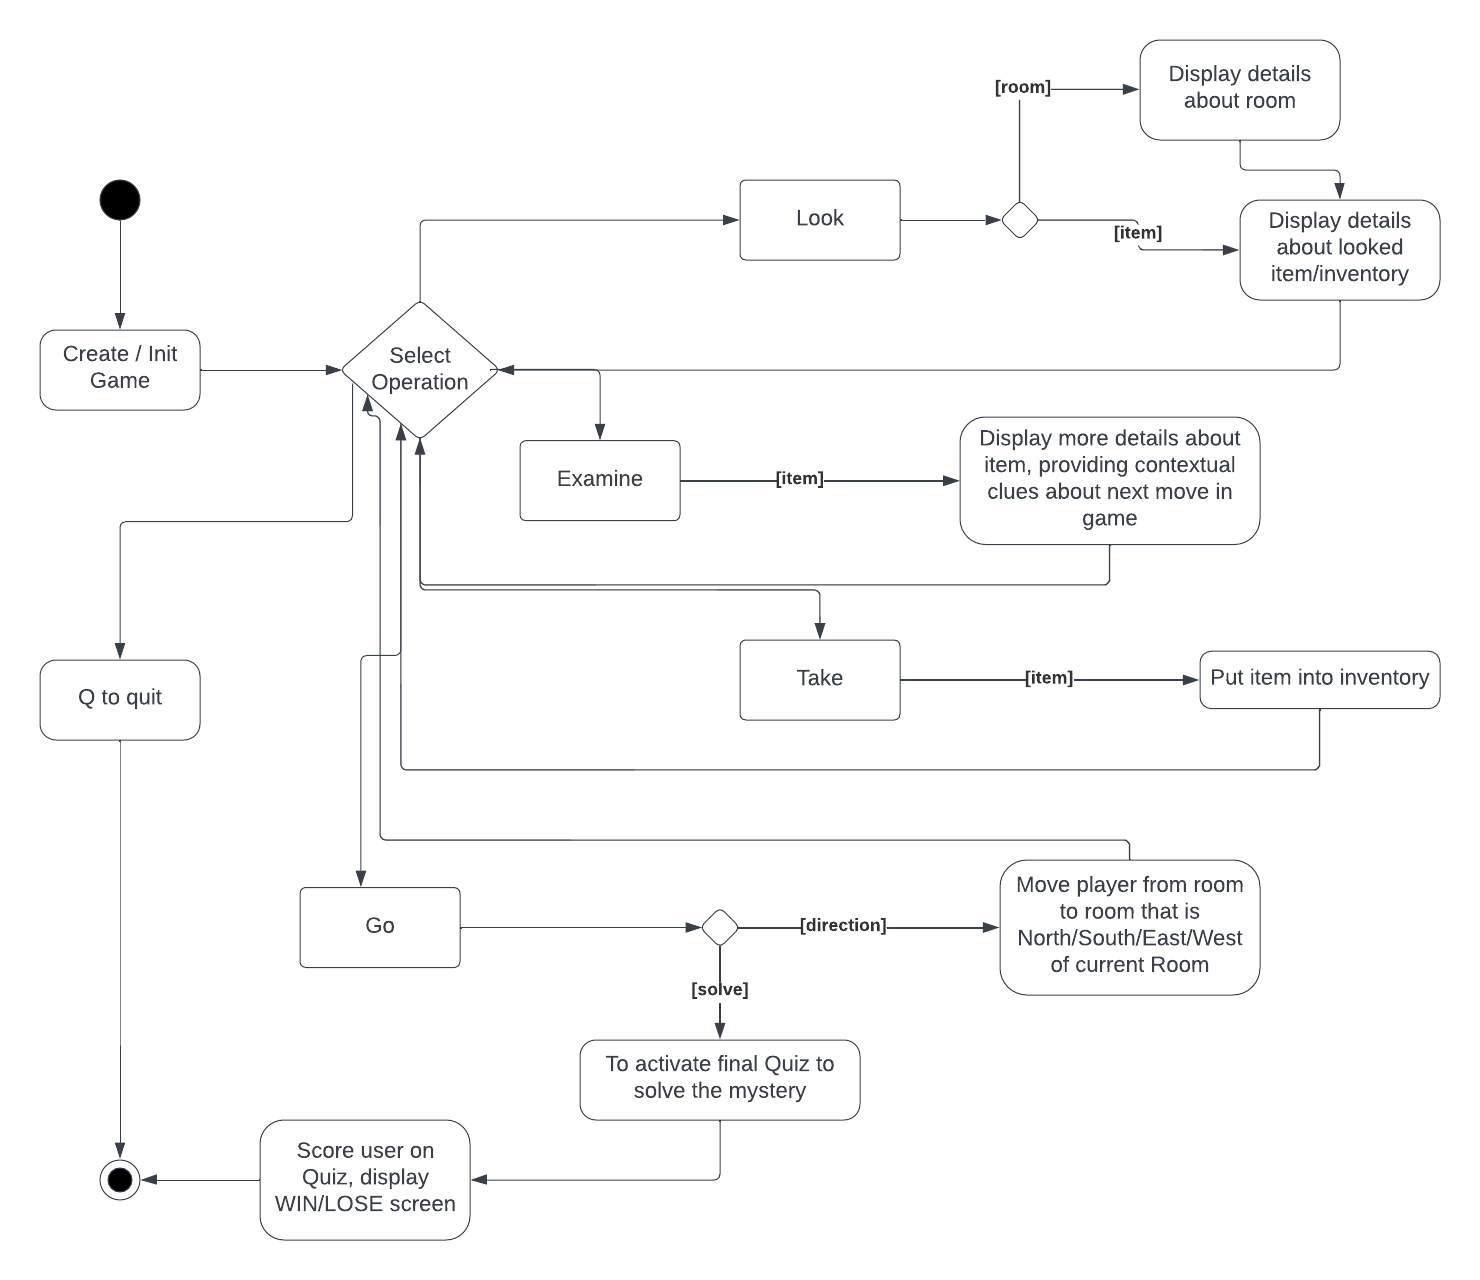 [room]
Display details
about room
Look
[item]
Display details
about looked
item/inventory
Create / Init
Game
Select
Operation
Examine
[item]
Display more details about
item, providing contextual
clues about next move in
game
Q to quit
Take
[item]
Put item into inventory
Go
[direction]
Move player from room
to room that is
North/South/East/West
of current Room
[solve]
To activate final Quiz to
solve the mystery
Score user on
Quiz, display
WIN/LOSE screen